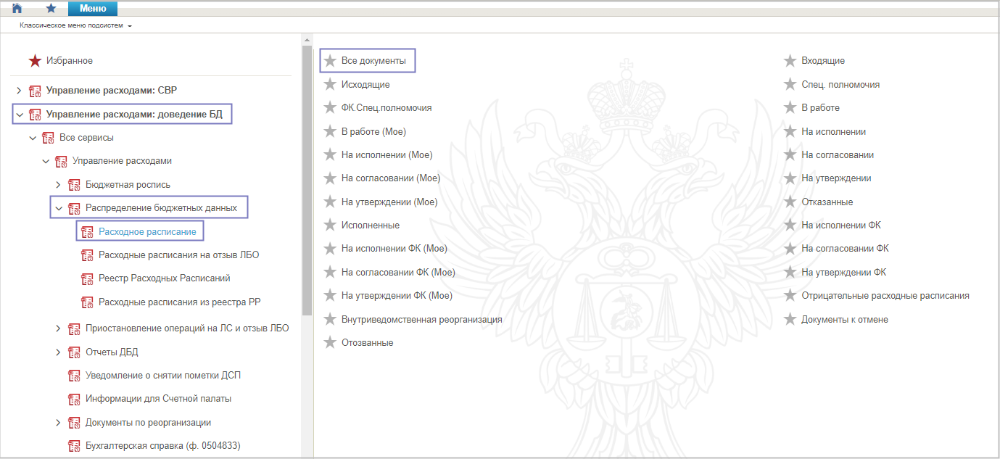 Меню
Классическое меню подсистем
Избранное
Управление расходами: СВР
Управление расходами: доведение БД
Все сервисы
Управление расходами
Бюджетная роспись
Распределение бюджетных данных
Расходное расписание
Расходные расписания на отзыв ЛБО
Реестр Расходных Расписаний
Расходные расписания из реестра РР
Приостановление операций на ЛС и отзыв ЛБО
Отчеты ДБД
Уведомление о снятии пометки ДСП
Информации для Счетной палаты
Документы по реорганизации
Бухгалтерская справка (ф. 0504833)
Все документы
Исходящие
ФК.Спец.полномочия
В работе (Мое)
На исполнении (Мое)
На согласовании (Мое)
На утверждении (Мое)
Исполненные
На исполнении ФК (Мое)
На согласовании ФК (Мое)
На утверждении ФК (Мое)
Внутриведомственная реорганизация
Отозванные
Входящие
Спец. полномочия
В работе
На исполнении
На согласовании
На утверждении
Отказанные
На исполнении ФК
На согласовании ФК
На утверждении ФК
Отрицательные расходные расписания
Документы к отмене